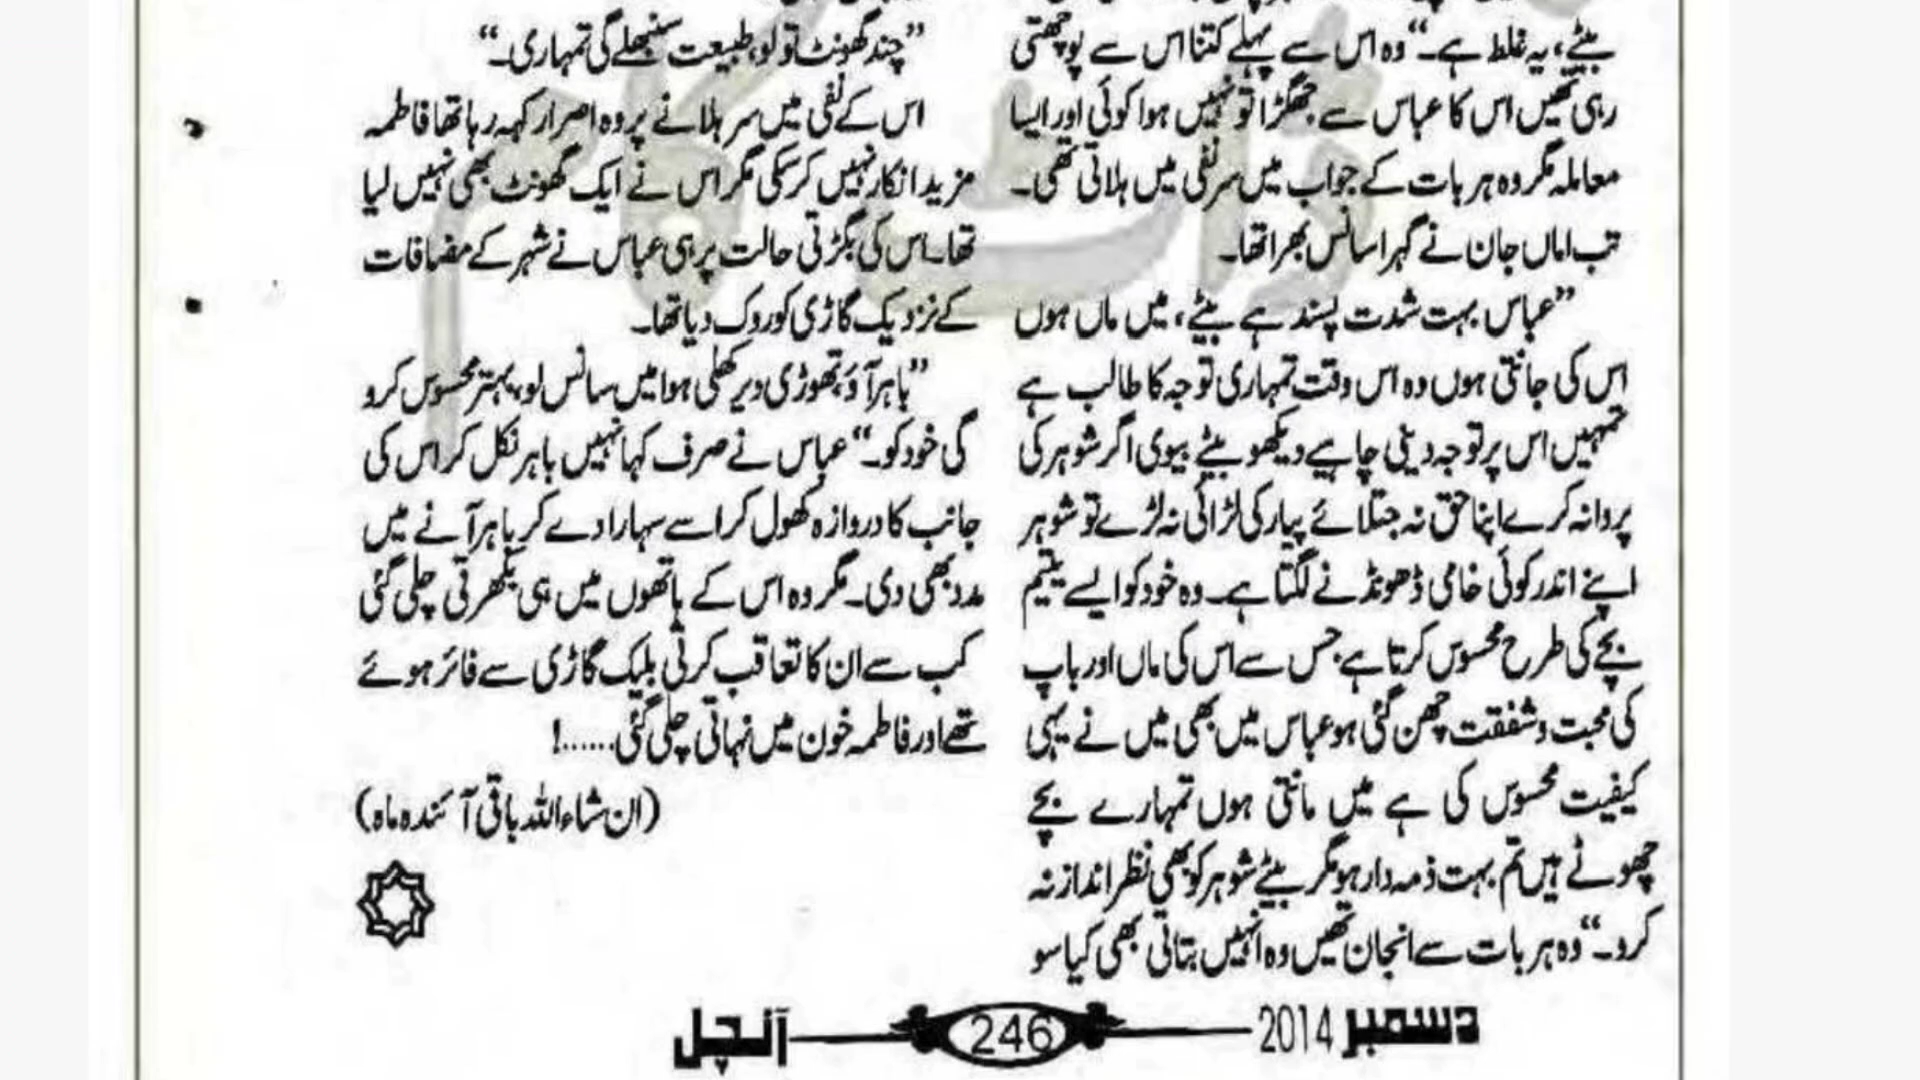 بیٹے، یہ غلط ہے۔“ وہ اس سے پہلے کتنا اس سے پوچھتی
رہی تھیں اس کا عباس سے جھگڑا تو نہیں ہوا کوئی اور ایسا
معاملہ مگر وہ ہر بات کے جواب میں سر نفی میں ہلاتی تھی۔
تب اماں جان نے گہرا سانس بھرا تھا۔
”عباس بہت شدت پسند ہے بیٹے، میں ماں ہوں
اس کی جانتی ہوں وہ اس وقت تمہاری توجہ کا طالب ہے
تمہیں اس پر توجہ دینی چاہیے دیکھو بیٹے بیوی اگر شوہر کی
پروا نہ کرے اپنا حق نہ جتلائے پیار کی لڑائی نہ لڑے تو شوہر
اپنے اندر کوئی خامی ڈھونڈنے لگتا ہے۔ وہ خود کو ایسے یتیم
بچے کی طرح محسوس کرتا ہے جس سے اس کی ماں اور باپ
کی محبت و شفقت چھن گئی ہو عباس میں بھی میں نے یہی
کیفیت محسوس کی ہے میں مانتی ہوں تمہارے بچے
چھوٹے ہیں تم بہت ذمہ دار ہو مگر بیٹے شوہر کو بھی نظر انداز نہ
کرو۔“ وہ ہر بات سے انجان تھیں وہ انہیں بتاتی بھی کیا سو
”چند گھونٹ تو لو، طبیعت سنبھلے گی تمہاری۔“
اس کے نفی میں سر ہلانے پر وہ اصرار کہہ رہا تھا فاطمہ
مزید انکار نہیں کر سکی مگر اس نے ایک گھونٹ بھی نہیں لیا
تھا۔ اس کی بگڑتی حالت پر ہی عباس نے شہر کے مضافات
کے نزدیک گاڑی کو روک دیا تھا۔
”باہر آؤ، تھوڑی دیر کھلی ہوا میں سانس لو، بہتر محسوس کرو
گی خود کو۔“ عباس نے صرف کہا نہیں باہر نکل کر اس کی
جانب کا دروازہ کھول کر اسے سہارا دے کر باہر آنے میں
مدد بھی دی۔ مگر وہ اس کے ہاتھوں میں ہی بکھرتی چلی گئی
کب سے ان کا تعاقب کرتی بلیک گاڑی سے فائر ہوئے
تھے اور فاطمہ خون میں نہاتی چلی گئی......!
(ان شاء اللہ باقی آئندہ ماہ)
دسمبر 2014 246 آنچل